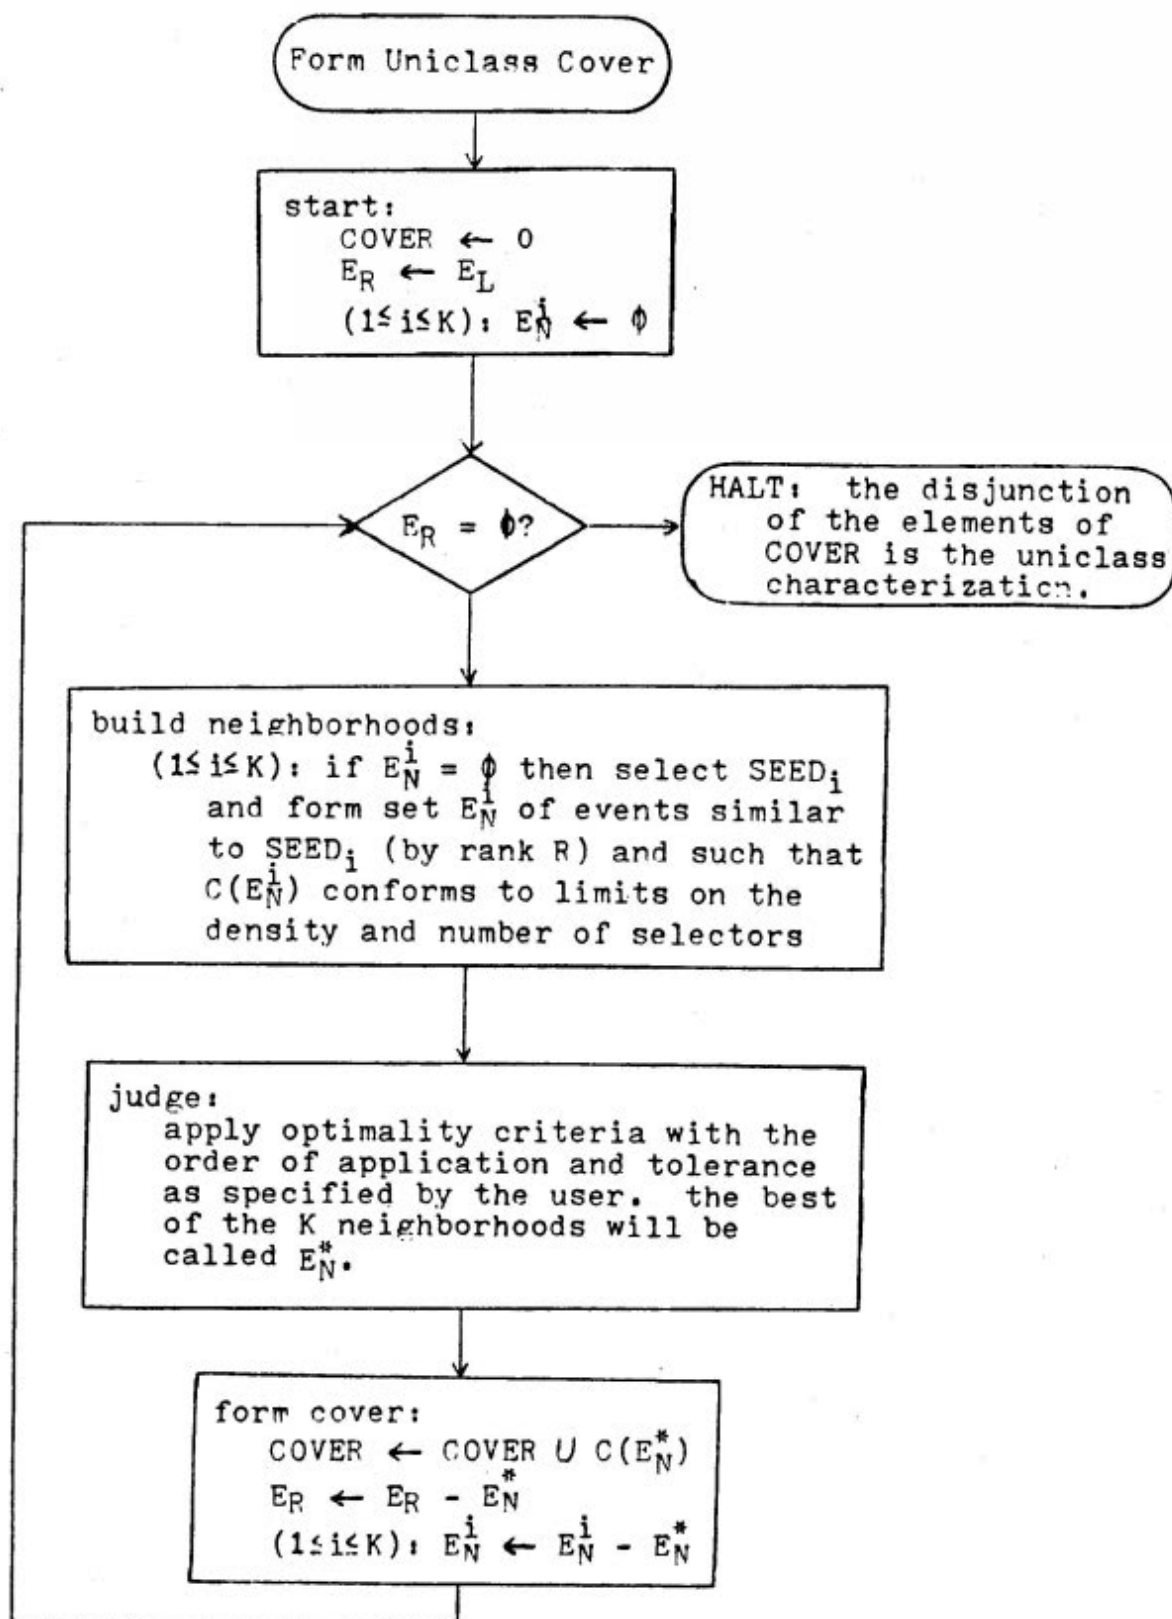 Form Uniclass Cover
start:
COVER ← 0
E_R ← E_L
(1≤i≤K): E_N^i ← ϕ
E_R = ϕ?
HALT: the disjunction
of the elements of
COVER is the uniclass
characterization.
build neighborhoods:
(1≤i≤K): if E_N^i = ϕ then select SEED_i
and form set E_N^i of events similar
to SEED_i (by rank R) and such that
C(E_N^i) conforms to limits on the
density and number of selectors
judge:
apply optimality criteria with the
order of application and tolerance
as specified by the user. the best
of the K neighborhoods will be
called E_N^*.
form cover:
COVER ← COVER ∪ C(E_N^*)
E_R ← E_R - E_N^*
(1≤i≤K): E_N^i ← E_N^i - E_N^*